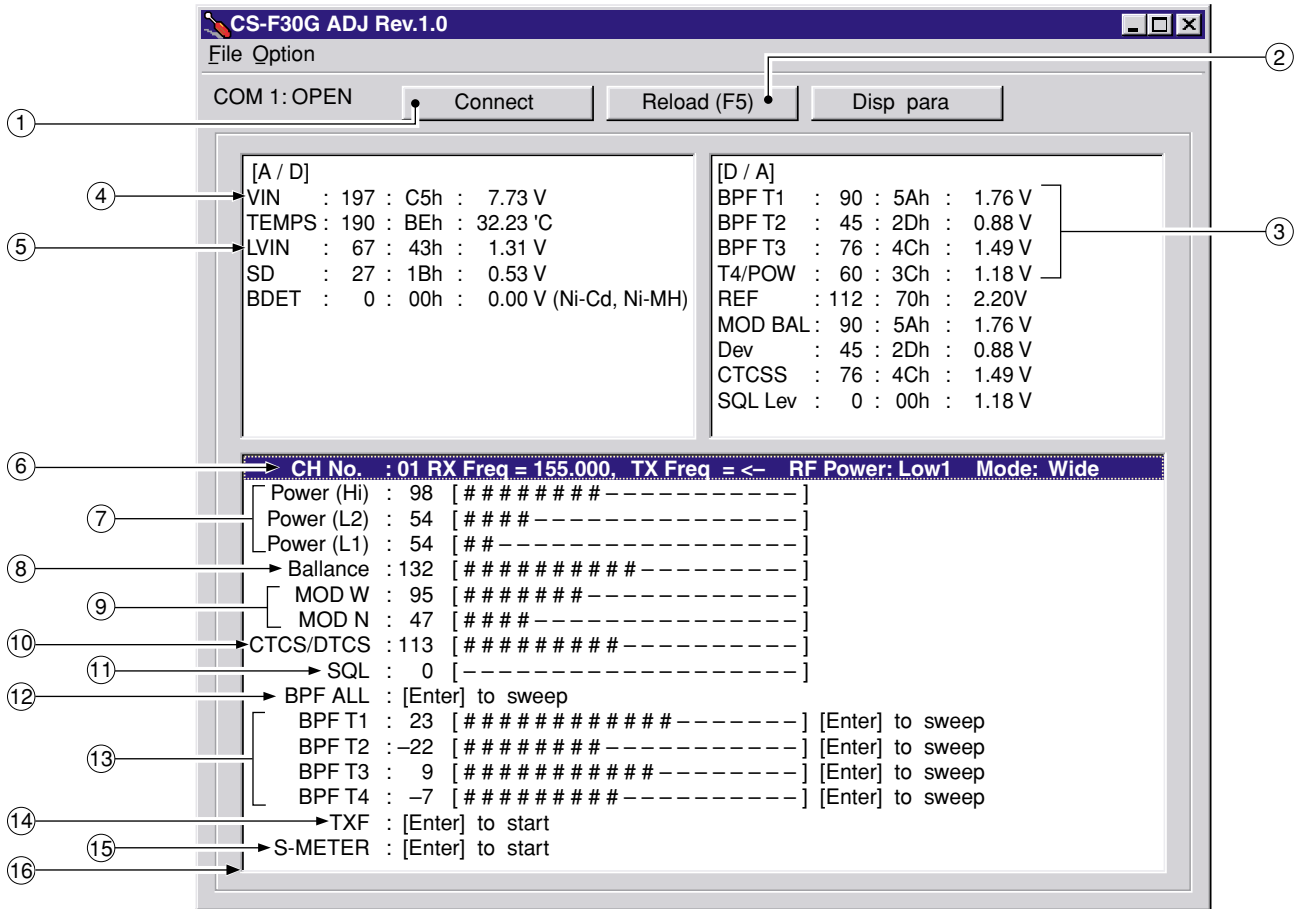 CS-F30G ADJ Rev.1.0
File Option
②
COM 1: OPEN Connect Reload (F5) Disp para
①
[A / D]
④ VIN : 197 : C5h : 7.73 V
TEMPS : 190 : BEh : 32.23 'C
⑤ LVIN : 67 : 43h : 1.31 V
SD : 27 : 1Bh : 0.53 V
BDET : 0 : 00h : 0.00 V (Ni-Cd, Ni-MH)
[D / A]
BPF T1 : 90 : 5Ah : 1.76 V
BPF T2 : 45 : 2Dh : 0.88 V
BPF T3 : 76 : 4Ch : 1.49 V
T4/POW : 60 : 3Ch : 1.18 V
③
REF : 112 : 70h : 2.20V
MOD BAL : 90 : 5Ah : 1.76 V
Dev : 45 : 2Dh : 0.88 V
CTCSS : 76 : 4Ch : 1.49 V
SQL Lev : 0 : 00h : 1.18 V
⑥ CH No. : 01 RX Freq = 155.000, TX Freq = <– RF Power: Low1 Mode: Wide
Power (Hi) : 98 [ # # # # # # # # – – – – – – – – – – – ]
⑦ Power (L2) : 54 [ # # # # – – – – – – – – – – – – – – – ]
Power (L1) : 54 [ # # – – – – – – – – – – – – – – – – – ]
⑧ Ballance : 132 [ # # # # # # # # # # – – – – – – – – – ]
⑨ MOD W : 95 [ # # # # # # # – – – – – – – – – – – – ]
MOD N : 47 [ # # # # – – – – – – – – – – – – – – – ]
⑩ CTCS/DTCS : 113 [ # # # # # # # # # – – – – – – – – – – ]
⑪ SQL : 0 [ – – – – – – – – – – – – – – – – – – – ]
⑫ BPF ALL : [Enter] to sweep
BPF T1 : 23 [ # # # # # # # # # # # # – – – – – – – ] [Enter] to sweep
BPF T2 : –22 [ # # # # # # # # – – – – – – – – – – – ] [Enter] to sweep
⑬ BPF T3 : 9 [ # # # # # # # # # # # – – – – – – – – ] [Enter] to sweep
BPF T4 : –7 [ # # # # # # # # # – – – – – – – – – – ] [Enter] to sweep
⑭ TXF : [Enter] to start
⑮ S-METER : [Enter] to start
⑯